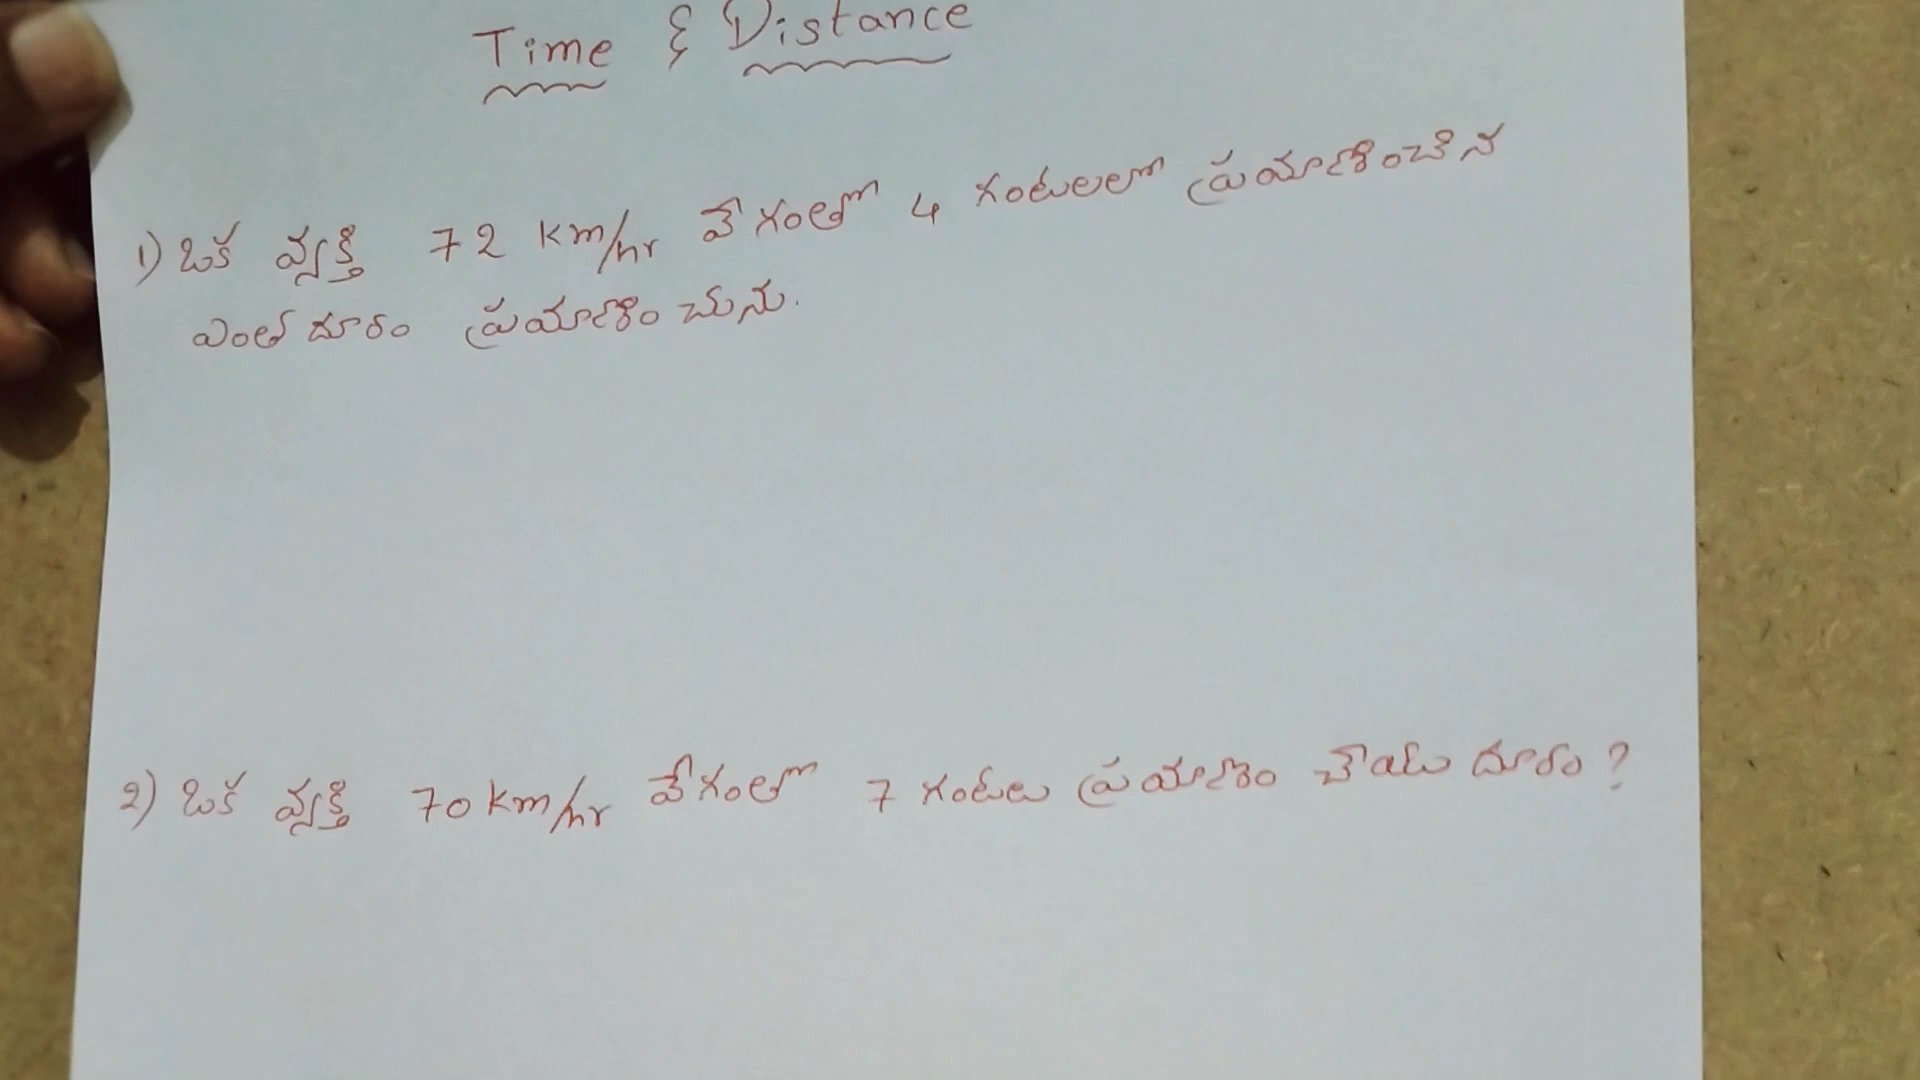 Time & Distance
1) ఒక వ్యక్తి 72 km/hr వేగంతో 4 గంటలలో ప్రయాణించిన
ఎంత దూరం ప్రయాణించును.
2) ఒక వ్యక్తి 70 km/hr వేగంతో 7 గంటలు ప్రయాణం చేయు దూరం ?